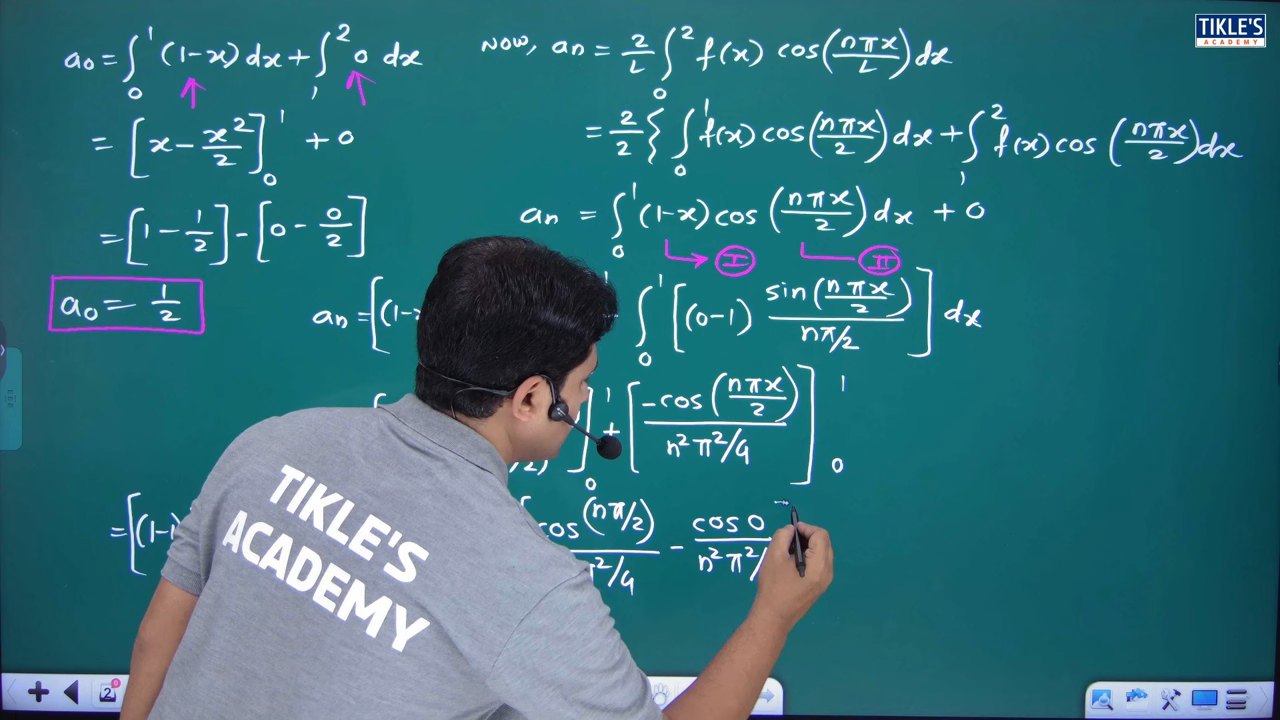 TIKLE'S
ACADEMY
a₀ = ∫₀¹ (1-x) dx + ∫₁² 0 dx
= [x - x²/2]₀¹ + 0
= [1 - 1/2] - [0 - 0/2]
a₀ = 1/2
Now, an = 2/L ∫₀² f(x) cos(nπx/L) dx
= 2/2 { ∫₀¹ f(x) cos(nπx/2) dx + ∫₁² f(x) cos(nπx/2) dx
an = ∫₀¹ (1-x) cos(nπx/2) dx + 0
I II
an = [(1- ∫₀¹ [(0-1) sin(nπx/2) / nπ/2] dx
]₀¹ + [-cos(nπx/2) / n²π²/4]₀¹
= [(1-1) cos(nπ/2) / π²/4 - cos0 / n²π²/
TIKLE'S
ACADEMY
2